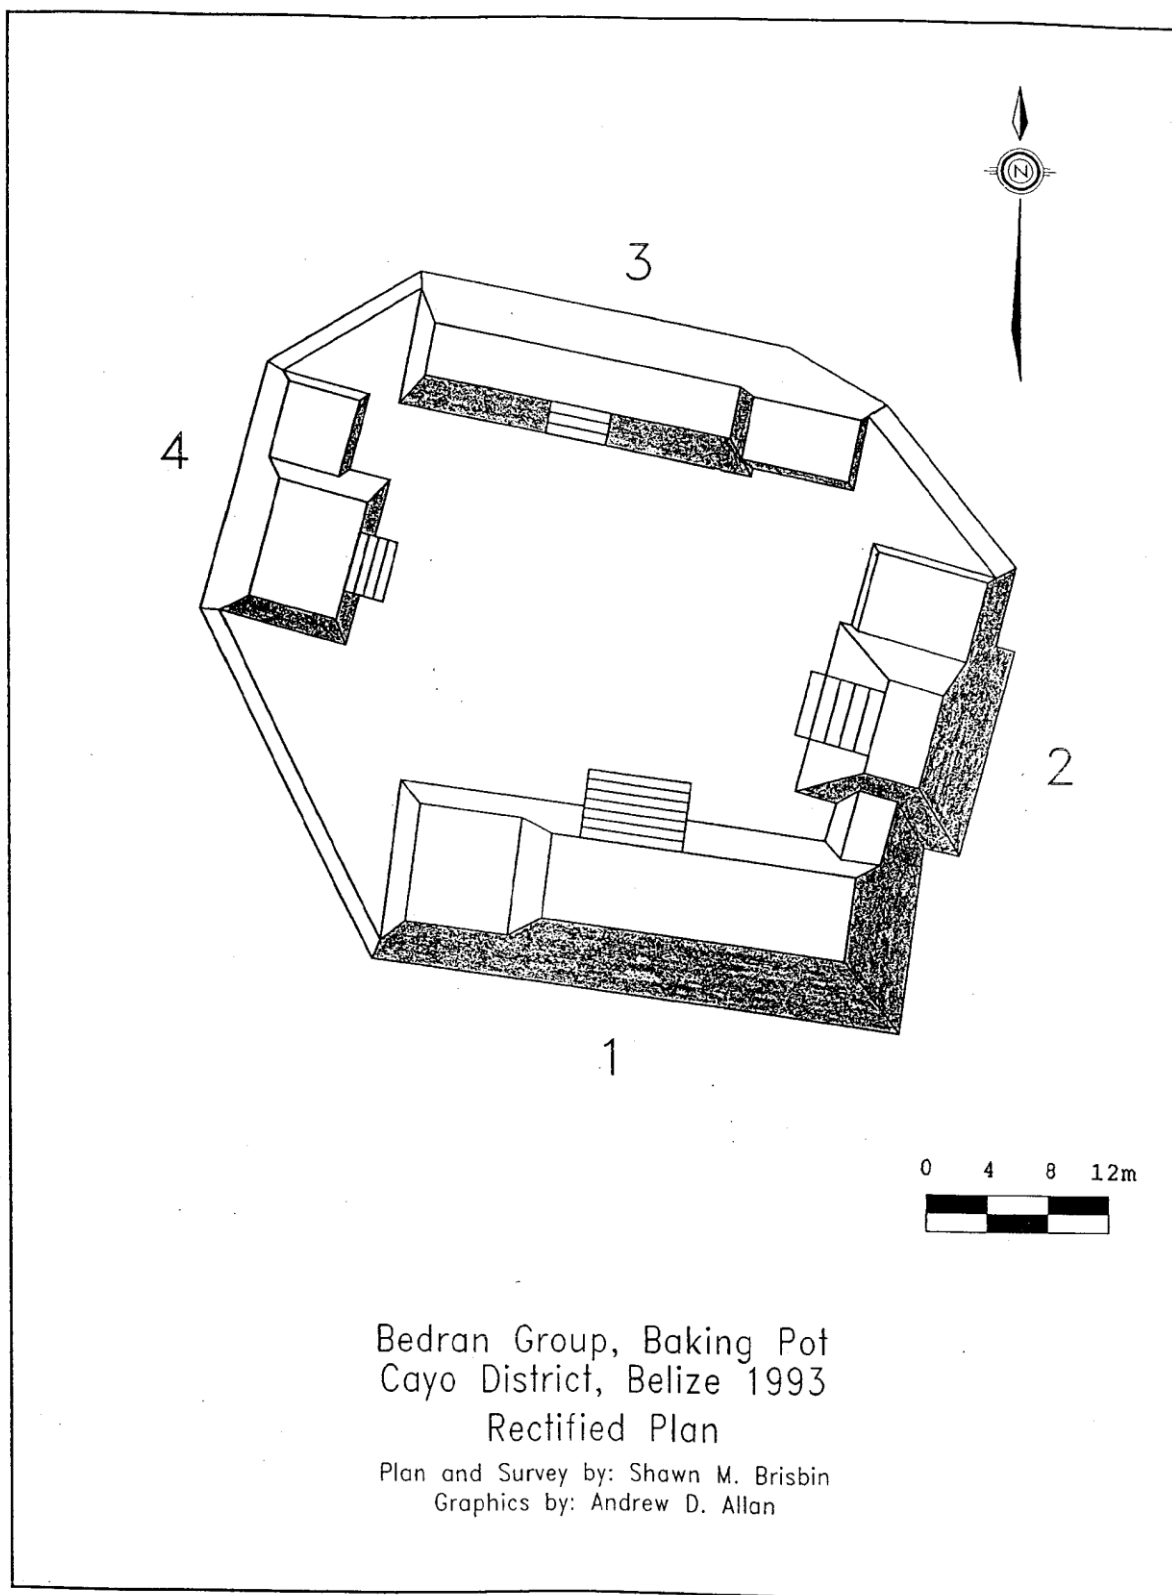 N
3
4
2
1
0 4 8 12m
Bedran Group, Baking Pot
Cayo District, Belize 1993
Rectified Plan
Plan and Survey by: Shawn M. Brisbin
Graphics by: Andrew D. Allan